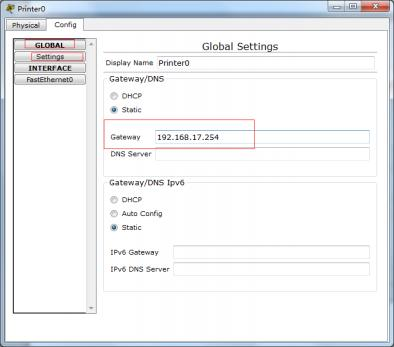 Printer0
Physical Config
GLOBAL
Settings
INTERFACE
FastEthernet0
Global Settings
Display Name Printer0
Gateway/DNS
DHCP
Static
Gateway 192.168.17.254
DNS Server
Gateway/DNS Ipv6
DHCP
Auto Config
Static
IPv6 Gateway
IPv6 DNS Server